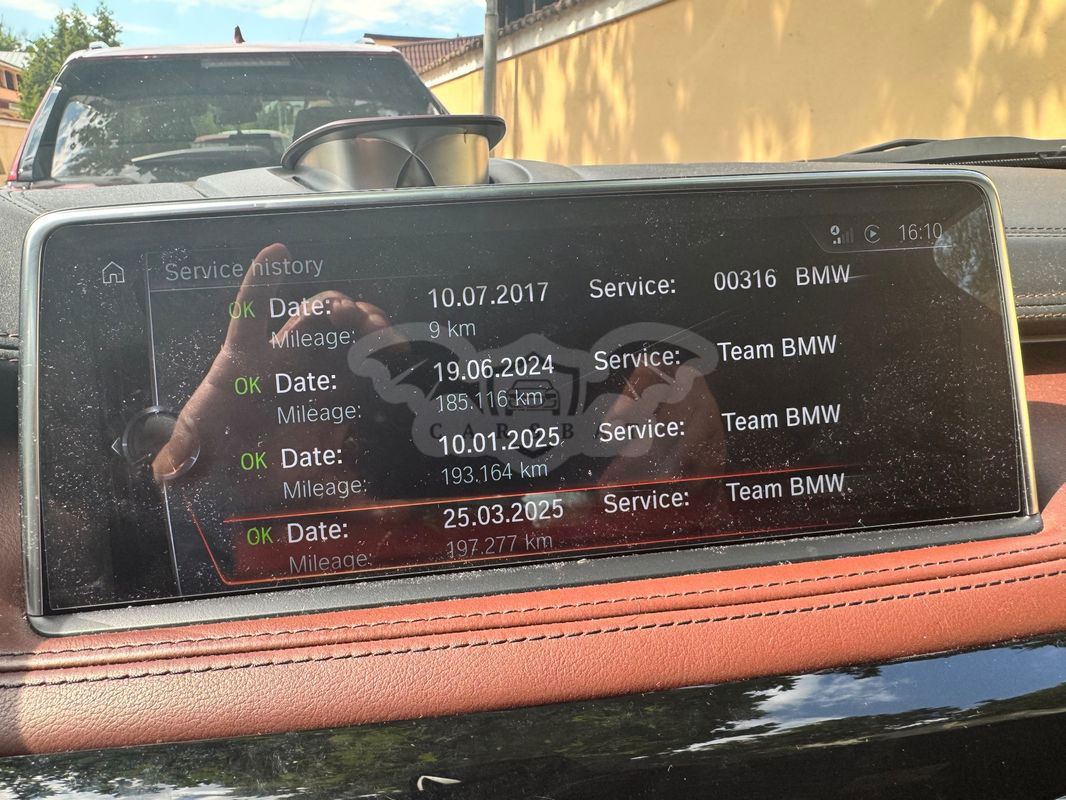 16:10
Service history
OK Date: 10.07.2017 Service: 00316 BMW
Mileage: 9 km
OK Date: 19.06.2024 Service: Team BMW
Mileage: 185.116 km
CARSBA
OK Date: 10.01.2025 Service: Team BMW
Mileage: 193.164 km
OK Date: 25.03.2025 Service: Team BMW
Mileage: 197.277 km